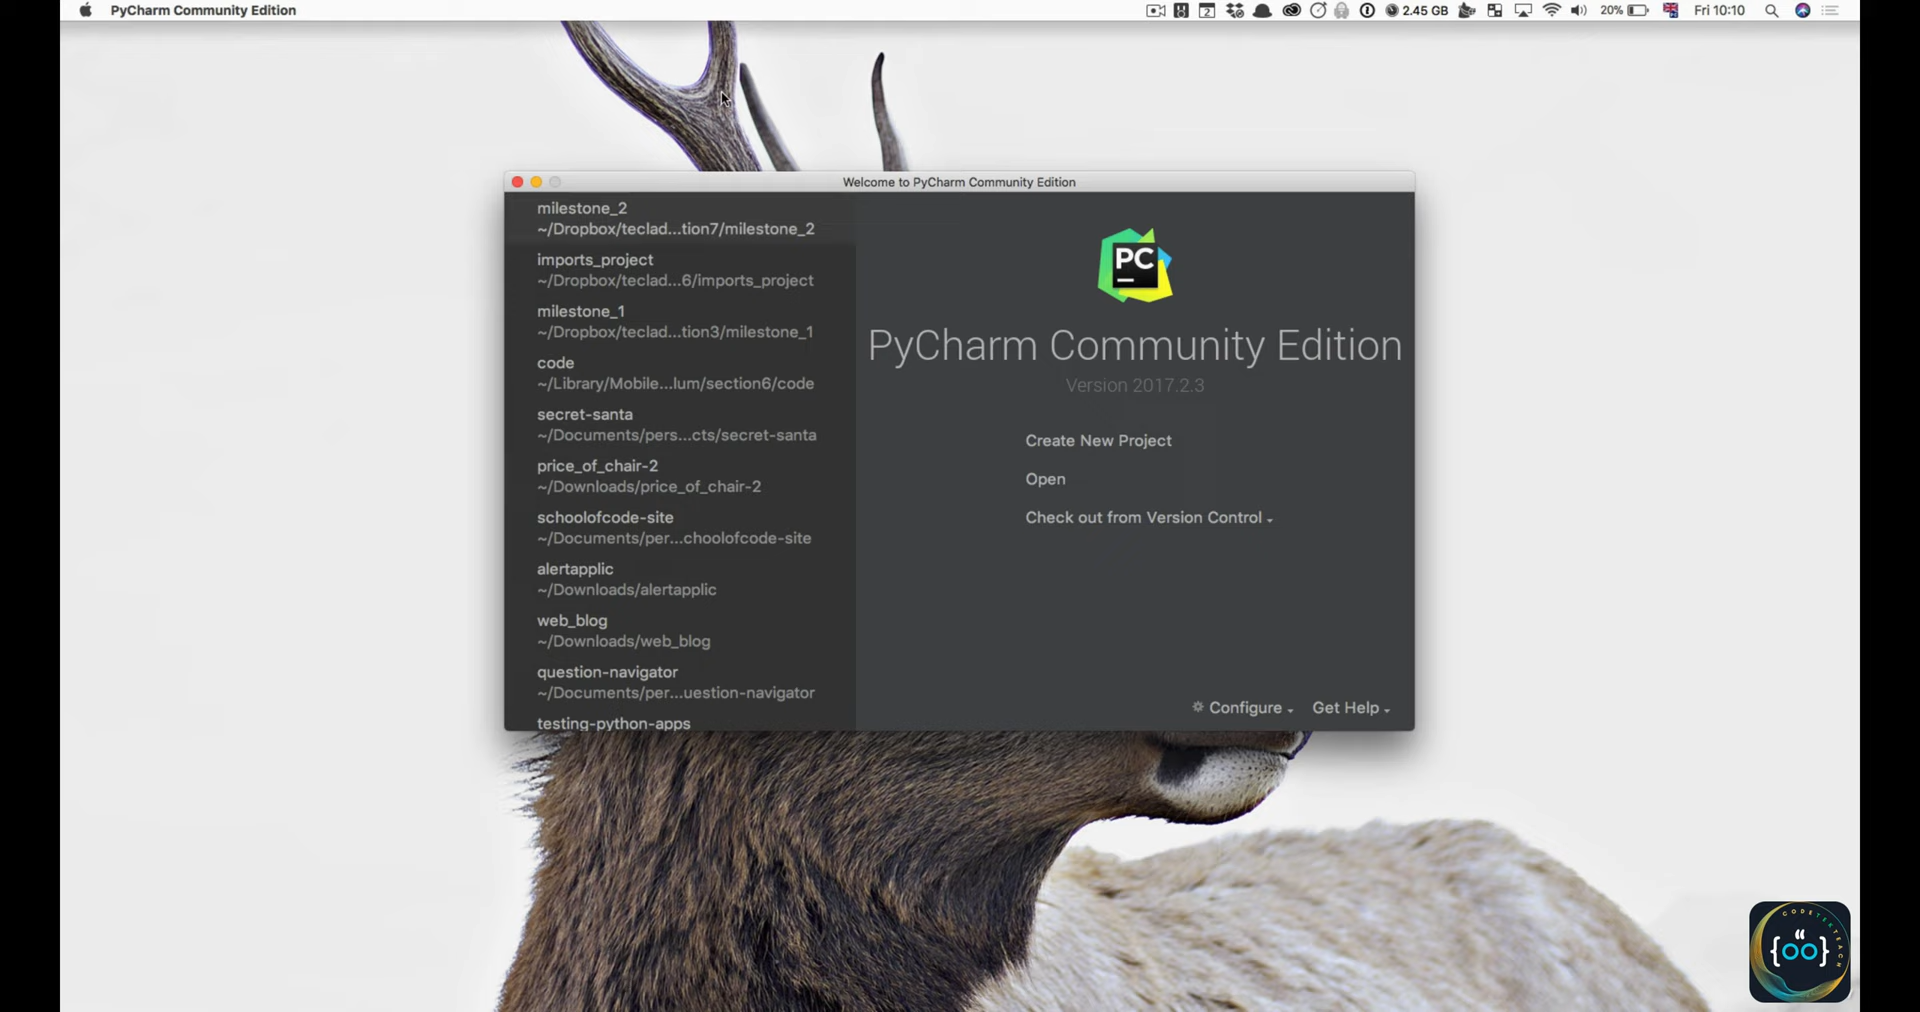 PyCharm Community Edition
2.45 GB
20%
Fri 10:10
Welcome to PyCharm Community Edition
milestone_2
~/Dropbox/teclad...tion7/milestone_2
imports_project
~/Dropbox/teclad...6/imports_project
milestone_1
~/Dropbox/teclad...tion3/milestone_1
code
~/Library/Mobile...lum/section6/code
secret-santa
~/Documents/pers...cts/secret-santa
price_of_chair-2
~/Downloads/price_of_chair-2
schoolofcode-site
~/Documents/per...choolofcode-site
alertapplic
~/Downloads/alertapplic
web_blog
~/Downloads/web_blog
question-navigator
~/Documents/per...uestion-navigator
testing-python-apps
PC
PyCharm Community Edition
Version 2017.2.3
Create New Project
Open
Check out from Version Control
Configure
Get Help
CODETEKTEACH